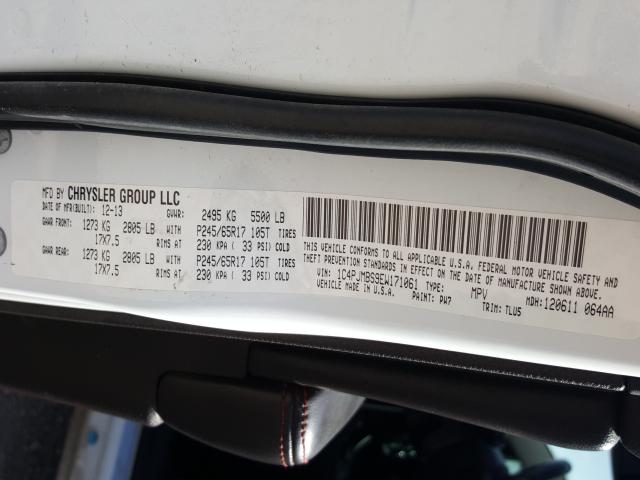 MFD BY CHRYSLER GROUP LLC
DATE OF MFR(BUILT): 12-13 GVWR: 2495 KG 5500 LB
GAWR FRONT: 1273 KG 2805 LB WITH P245/65R17 105T TIRES
17X7.5 RIMS AT 230 KPA ( 33 PSI) COLD
GAWR REAR: 1273 KG 2805 LB WITH P245/65R17 105T TIRES
17X7.5 RIMS AT 230 KPA ( 33 PSI) COLD
THIS VEHICLE CONFORMS TO ALL APPLICABLE U.S.A. FEDERAL MOTOR VEHICLE SAFETY AND
THEFT PREVENTION STANDARDS IN EFFECT ON THE DATE OF MANUFACTURE SHOWN ABOVE.
VIN: 1C4PJMBS9EW171061 TYPE: MPV MDH: 120611 064AA
VEHICLE MADE IN U.S.A. PAINT: PW7 TRIM: TLU5